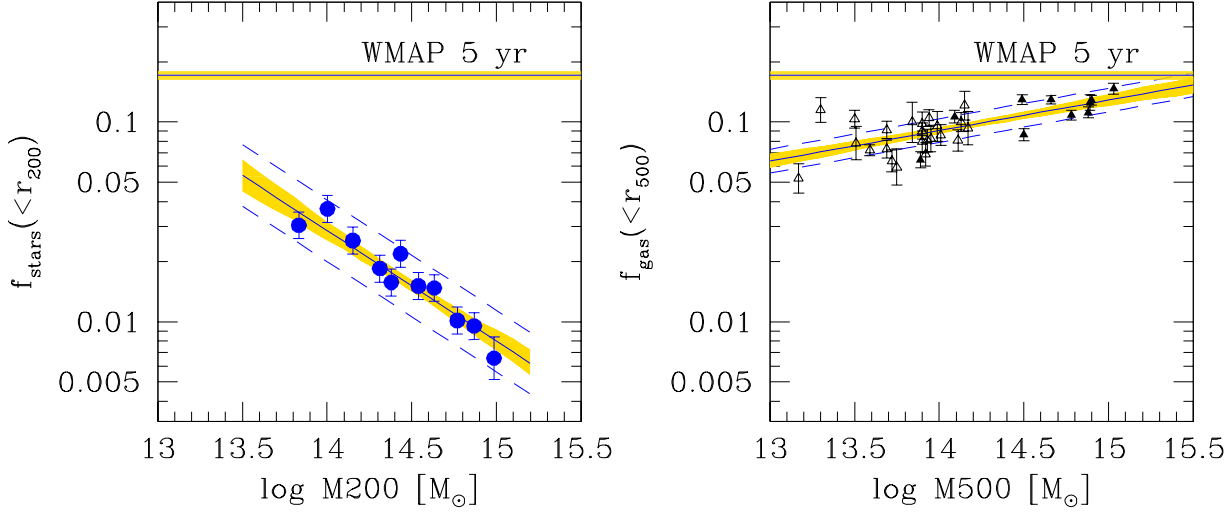 WMAP 5 yr
0.1
0.05
0.01
0.005
f_stars(<r_200)
13 13.5 14 14.5 15 15.5
log M200 [M_⊙]
WMAP 5 yr
0.1
0.05
0.01
0.005
f_gas(<r_500)
13 13.5 14 14.5 15 15.5
log M500 [M_⊙]